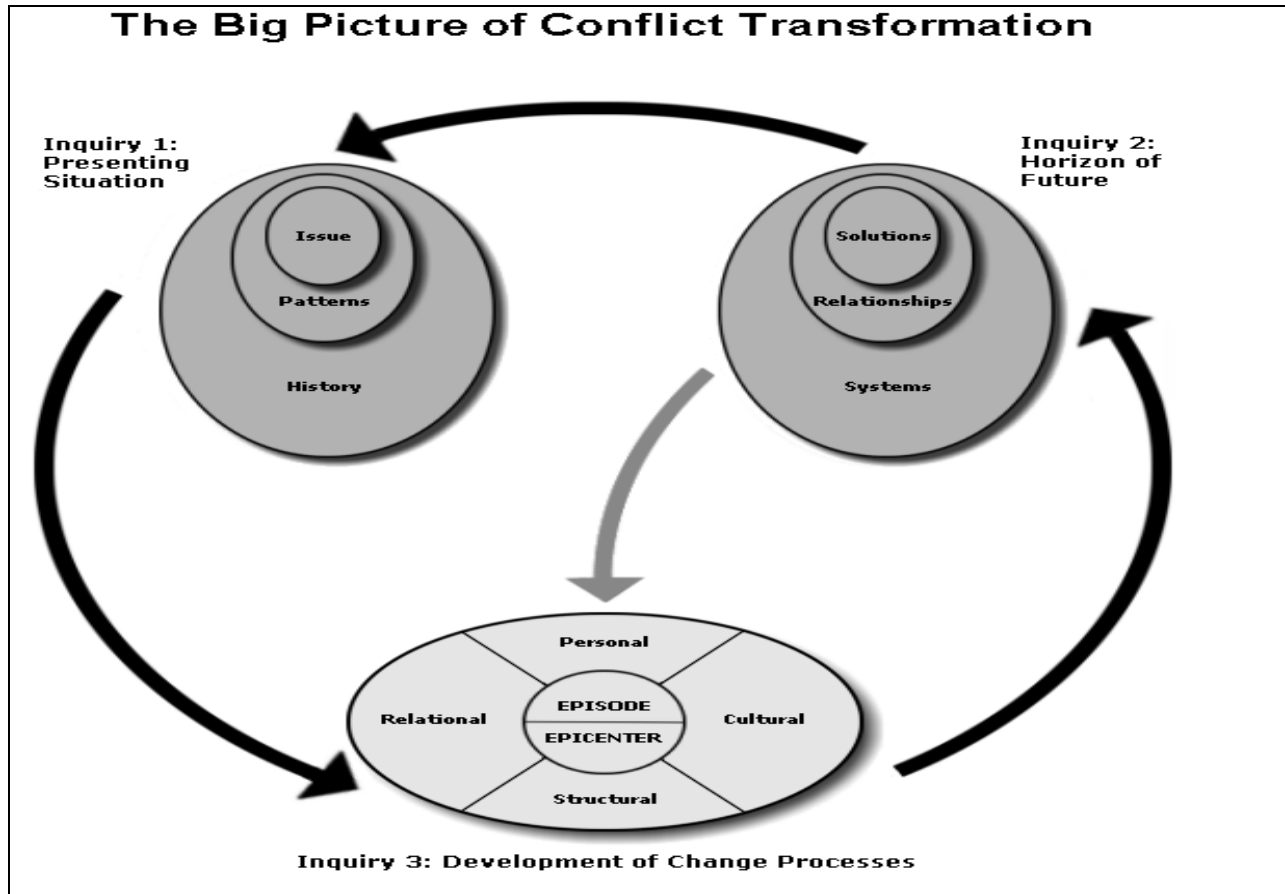 The Big Picture of Conflict Transformation
Inquiry 1:
Presenting
Situation
Issue
Patterns
History
Inquiry 2:
Horizon of
Future
Solutions
Relationships
Systems
Personal
Relational
EPISODE
EPICENTER
Cultural
Structural
Inquiry 3: Development of Change Processes